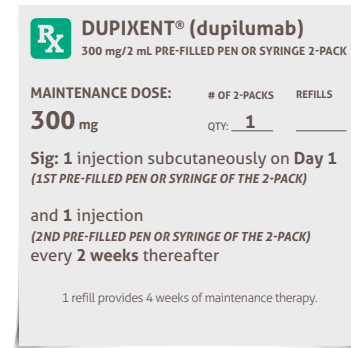 Rx
DUPIXENT® (dupilumab)
300 mg/2 mL PRE-FILLED PEN OR SYRINGE 2-PACK
MAINTENANCE DOSE: # OF 2-PACKS REFILLS
300 mg QTY: 1
Sig: 1 injection subcutaneously on Day 1
(1ST PRE-FILLED PEN OR SYRINGE OF THE 2-PACK)
and 1 injection
(2ND PRE-FILLED PEN OR SYRINGE OF THE 2-PACK)
every 2 weeks thereafter
1 refill provides 4 weeks of maintenance therapy.